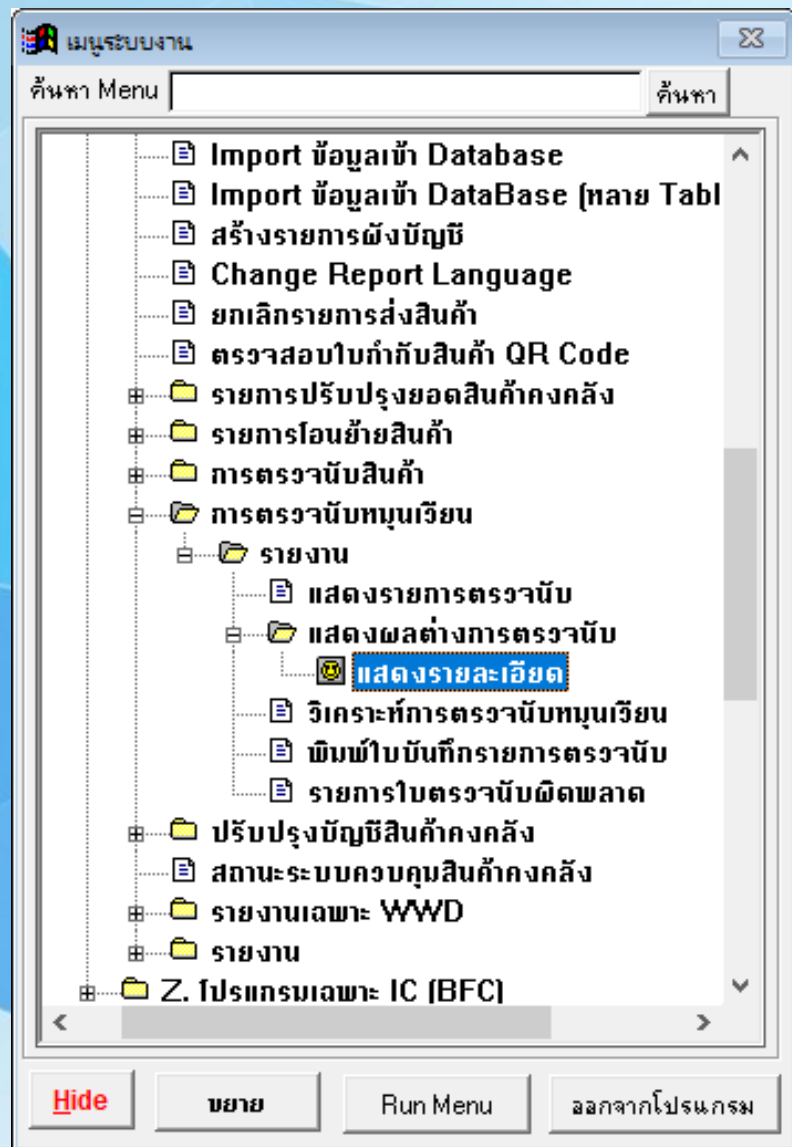 เมนูระบบงาน
ค้นหา Menu ค้นหา
Import ข้อมูลเข้า Database
Import ข้อมูลเข้า DataBase (หลาย Tabl
สร้างรายการผังบัญชี
Change Report Language
ยกเลิกรายการส่งสินค้า
ตรวจสอบใบกำกับสินค้า QR Code
รายการปรับปรุงยอดสินค้าคงคลัง
รายการโอนย้ายสินค้า
การตรวจนับสินค้า
การตรวจนับหมุนเวียน
รายงาน
แสดงรายการตรวจนับ
แสดงผลต่างการตรวจนับ
แสดงรายละเอียด
วิเคราะห์การตรวจนับหมุนเวียน
พิมพ์ใบบันทึกรายการตรวจนับ
รายการใบตรวจนับผิดพลาด
ปรับปรุงบัญชีสินค้าคงคลัง
สถานะระบบควบคุมสินค้าคงคลัง
รายงานเฉพาะ WWD
รายงาน
Z. โปรแกรมเฉพาะ IC (BFC)
Hide ขยาย Run Menu ออกจากโปรแกรม